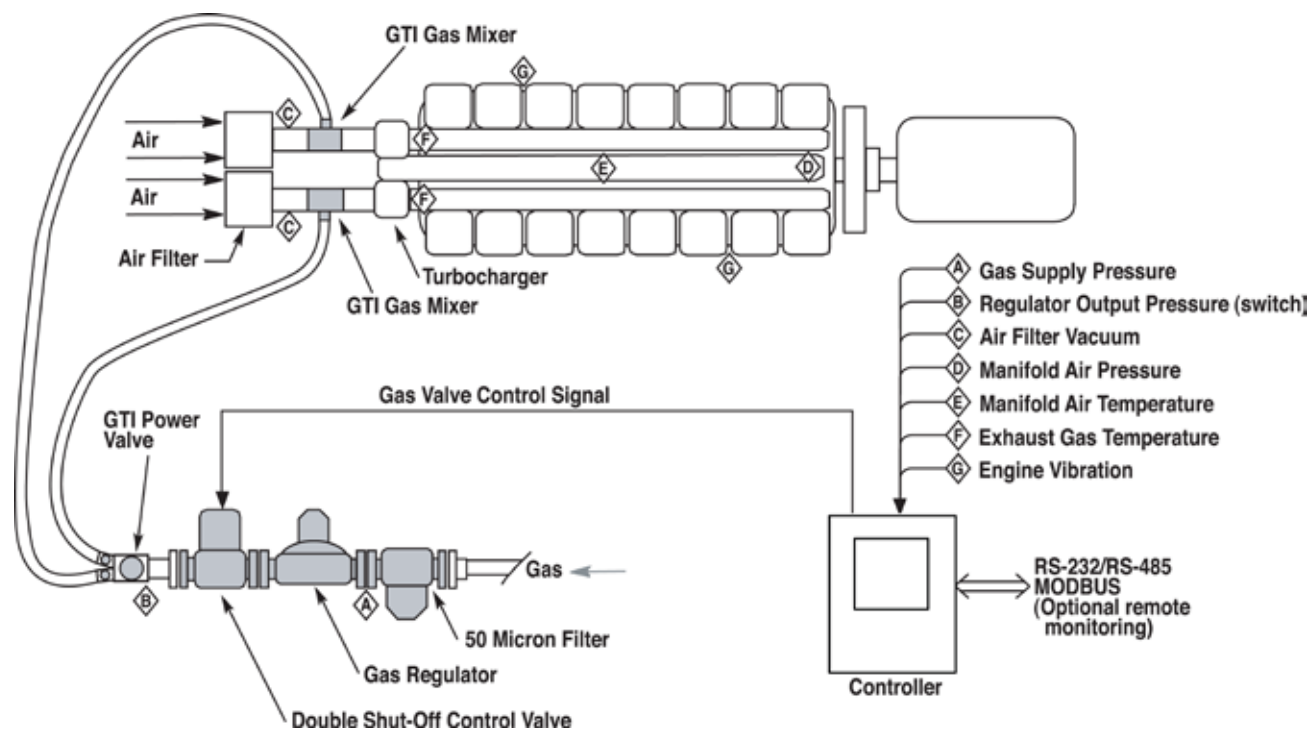 GTI Gas Mixer
G
C
Air
F
E
D
Air
F
C
Air Filter
G
Turbocharger
GTI Gas Mixer
A Gas Supply Pressure
B Regulator Output Pressure (switch)
C Air Filter Vacuum
D Manifold Air Pressure
E Manifold Air Temperature
F Exhaust Gas Temperature
G Engine Vibration
Gas Valve Control Signal
GTI Power
Valve
Gas
B
A
RS-232/RS-485
MODBUS
(Optional remote
monitoring)
50 Micron Filter
Gas Regulator
Controller
Double Shut-Off Control Valve